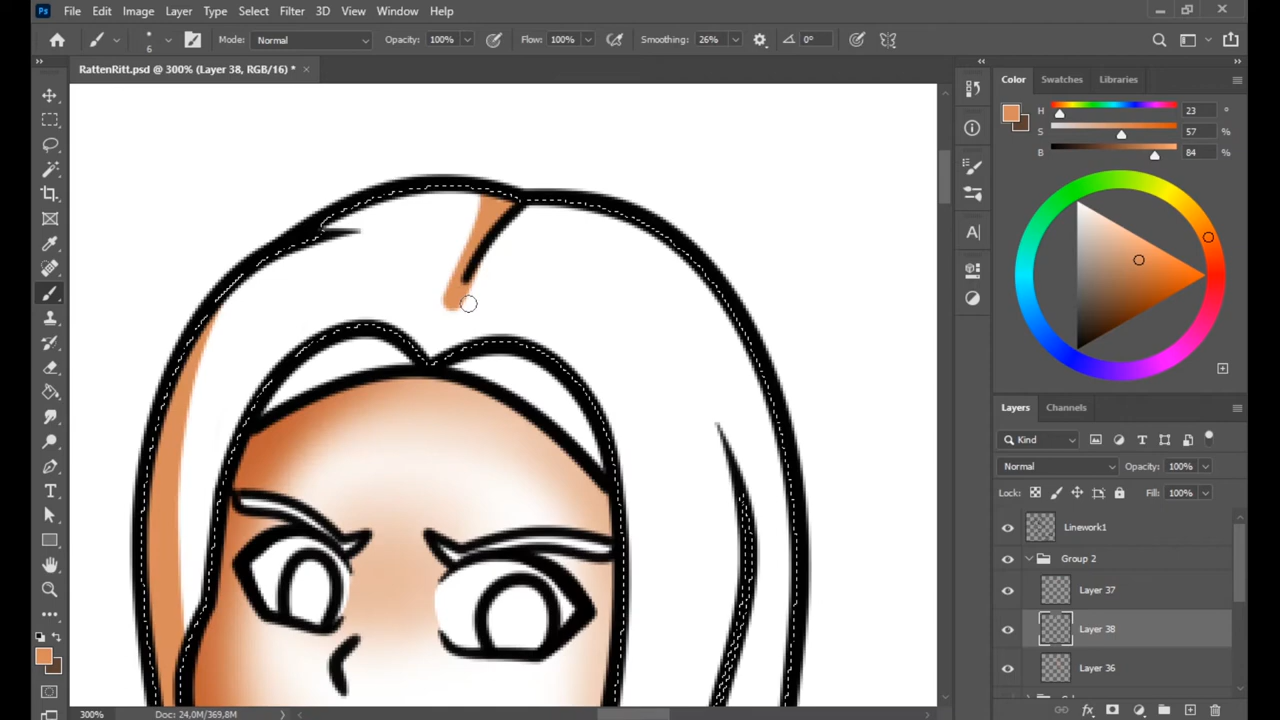 Ps File Edit Image Layer Type Select Filter 3D View Window Help
6 Mode: Normal Opacity: 100% Flow: 100% Smoothing: 26% 0°
RattenRitt.psd @ 300% (Layer 38, RGB/16) * ×
Color Swatches Libraries
H 23 °
S 57 %
B 84 %
Layers Channels
Kind
Normal Opacity: 100%
Lock: Fill: 100%
Linework1
Group 2
Layer 37
Layer 38
Layer 36
300% Doc: 24,0M/369,8M